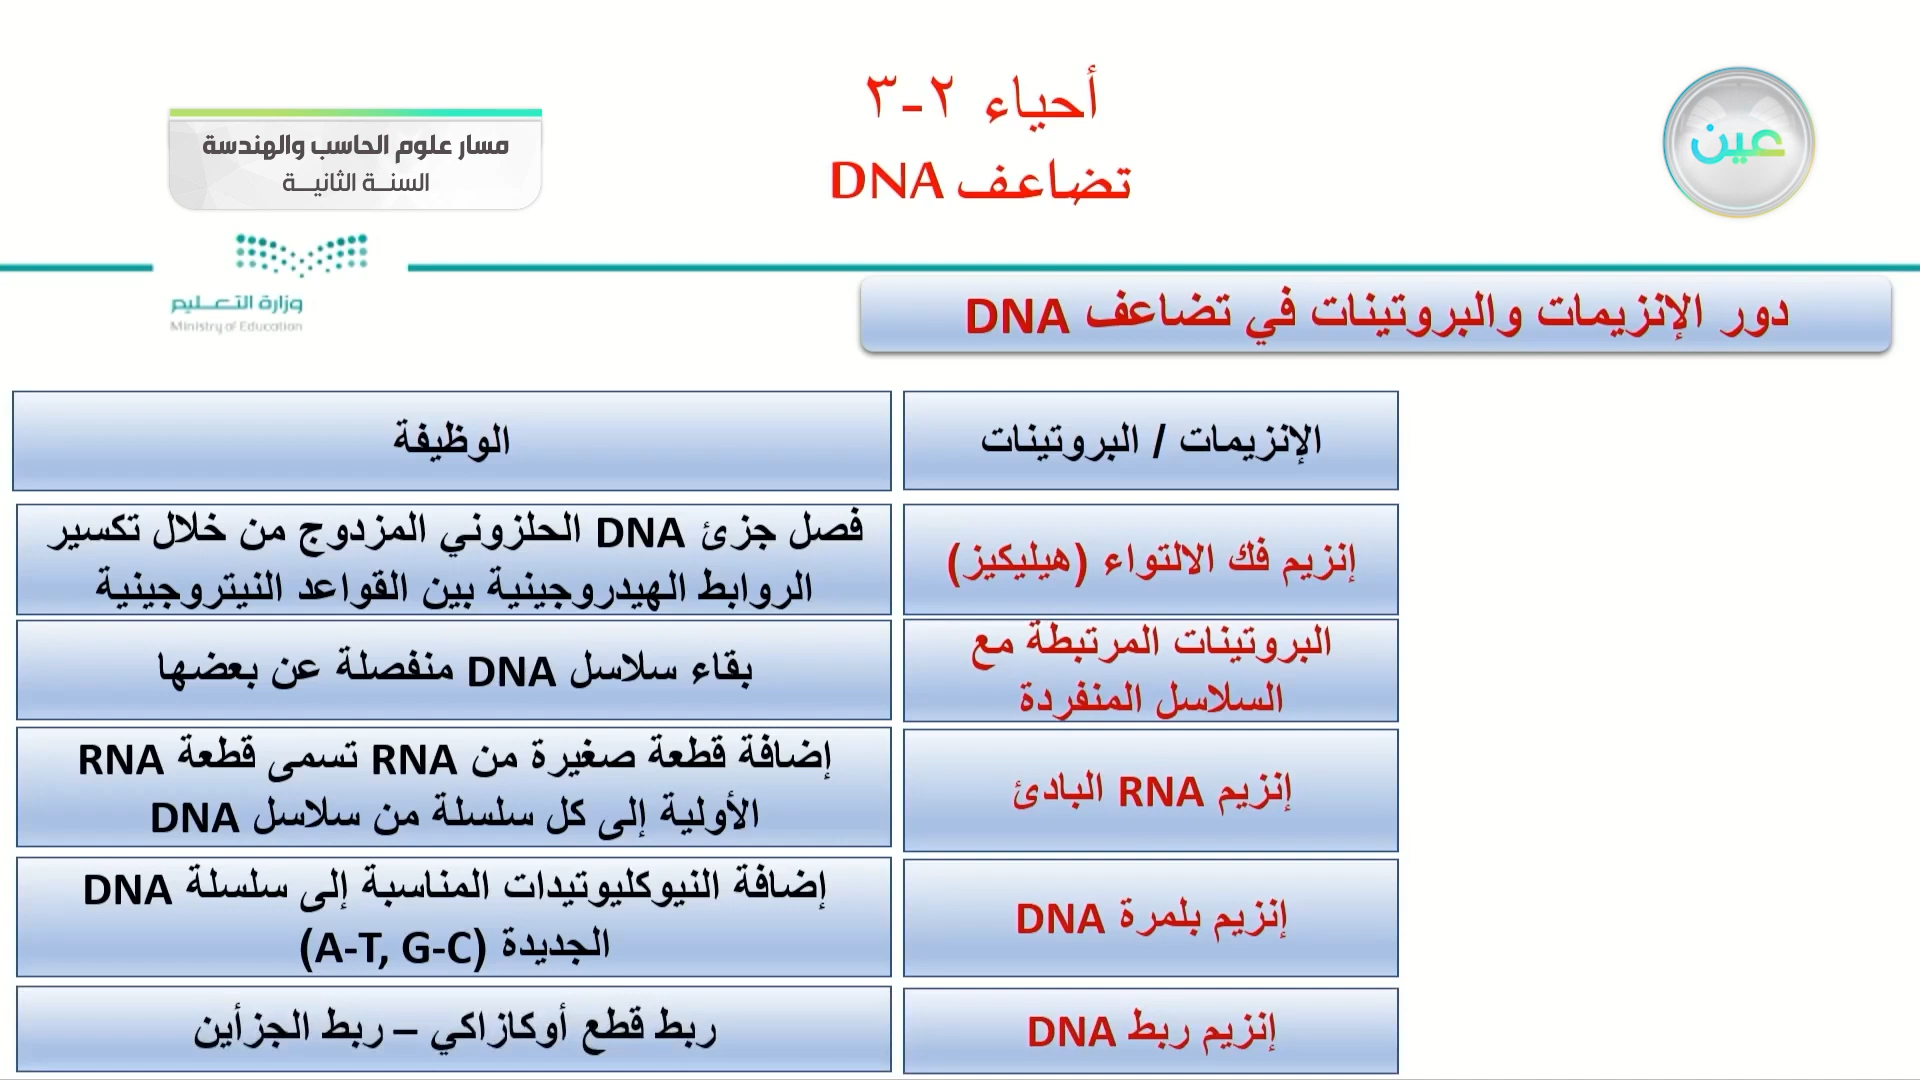 عين
أحياء ٢-٣
تضاعف DNA
مسار علوم الحاسب والهندسة
السنة الثانية
وزارة التعليم
Ministry of Education
دور الإنزيمات والبروتينات في تضاعف DNA
الإنزيمات / البروتينات
الوظيفة
إنزيم فك الالتواء (هيليكيز)
فصل جزئ DNA الحلزوني المزدوج من خلال تكسير
الروابط الهيدروجينية بين القواعد النيتروجينية
البروتينات المرتبطة مع
السلاسل المنفردة
بقاء سلاسل DNA منفصلة عن بعضها
إنزيم RNA البادئ
إضافة قطعة صغيرة من RNA تسمى قطعة RNA
الأولية إلى كل سلسلة من سلاسل DNA
إنزيم بلمرة DNA
إضافة النيوكليوتيدات المناسبة إلى سلسلة DNA
الجديدة (A-T, G-C)
إنزيم ربط DNA
ربط قطع أوكازاكي – ربط الجزأين